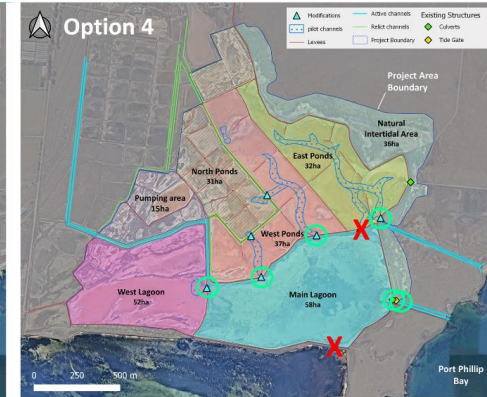 Option 4
Modifications
pilot channels
Levees
Active channels
Relict channels
Project Boundary
Existing Structures
Culverts
Tide Gate
Project Area
Boundary
Natural
Intertidal Area
36ha
East Ponds
32ha
North Ponds
31ha
Pumping area
15ha
West Ponds
37ha
West Lagoon
52ha
Main Lagoon
58ha
Port Phillip
Bay
0 250 500 m
X
X